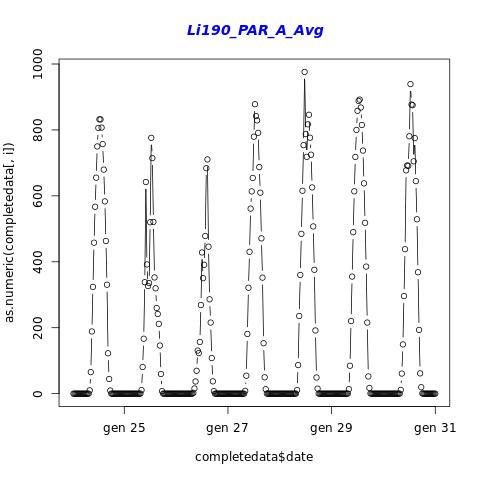 Li190_PAR_A_Avg
as.numeric(completedata[, i])
1000
800
600
400
200
0
gen 25 gen 27 gen 29 gen 31
completedata$date